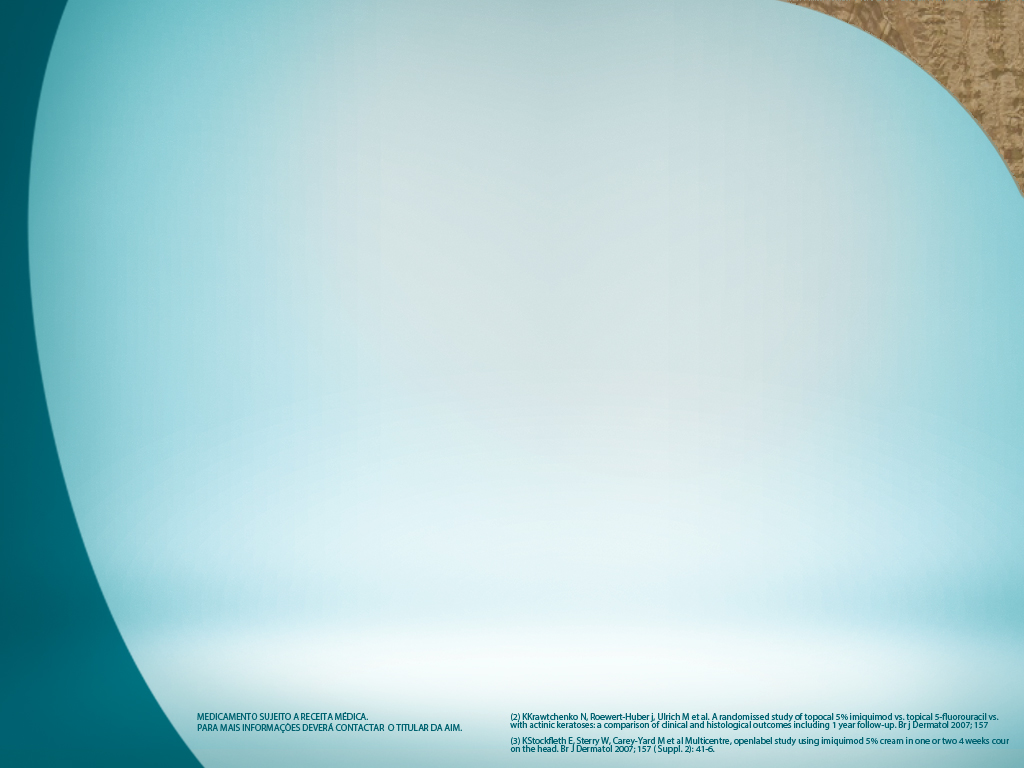 MEDICAMENTO SUJEITO A RECEITA MÉDICA.
PARA MAIS INFORMAÇÕES DEVERÁ CONTACTAR O TITULAR DA AIM.
(2) KKrawtchenko N, Roewert-Huber j, Ulrich M et al. A randomissed study of topocal 5% imiquimod vs. topical 5-fluorouracil vs.
with actinic keratoses: a comparison of clinical and histological outcomes including 1 year follow-up. Br j Dermatol 2007; 157
(3) KStockfleth E, Sterry W, Carey-Yard M et al Multicentre, openlabel study using imiquimod 5% cream in one or two 4 weeks cour
on the head. Br J Dermatol 2007; 157 ( Suppl. 2): 41-6.